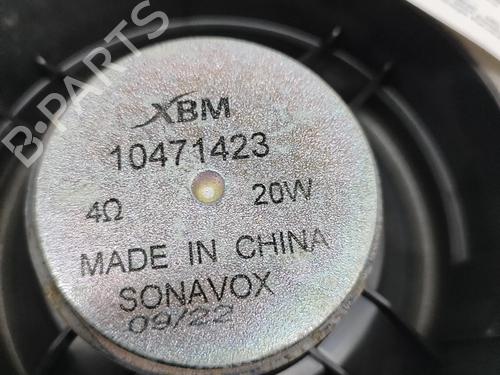 XBM
10471423
4Ω 20W
MADE IN CHINA
SONAVOX
09/22
B-PARTS